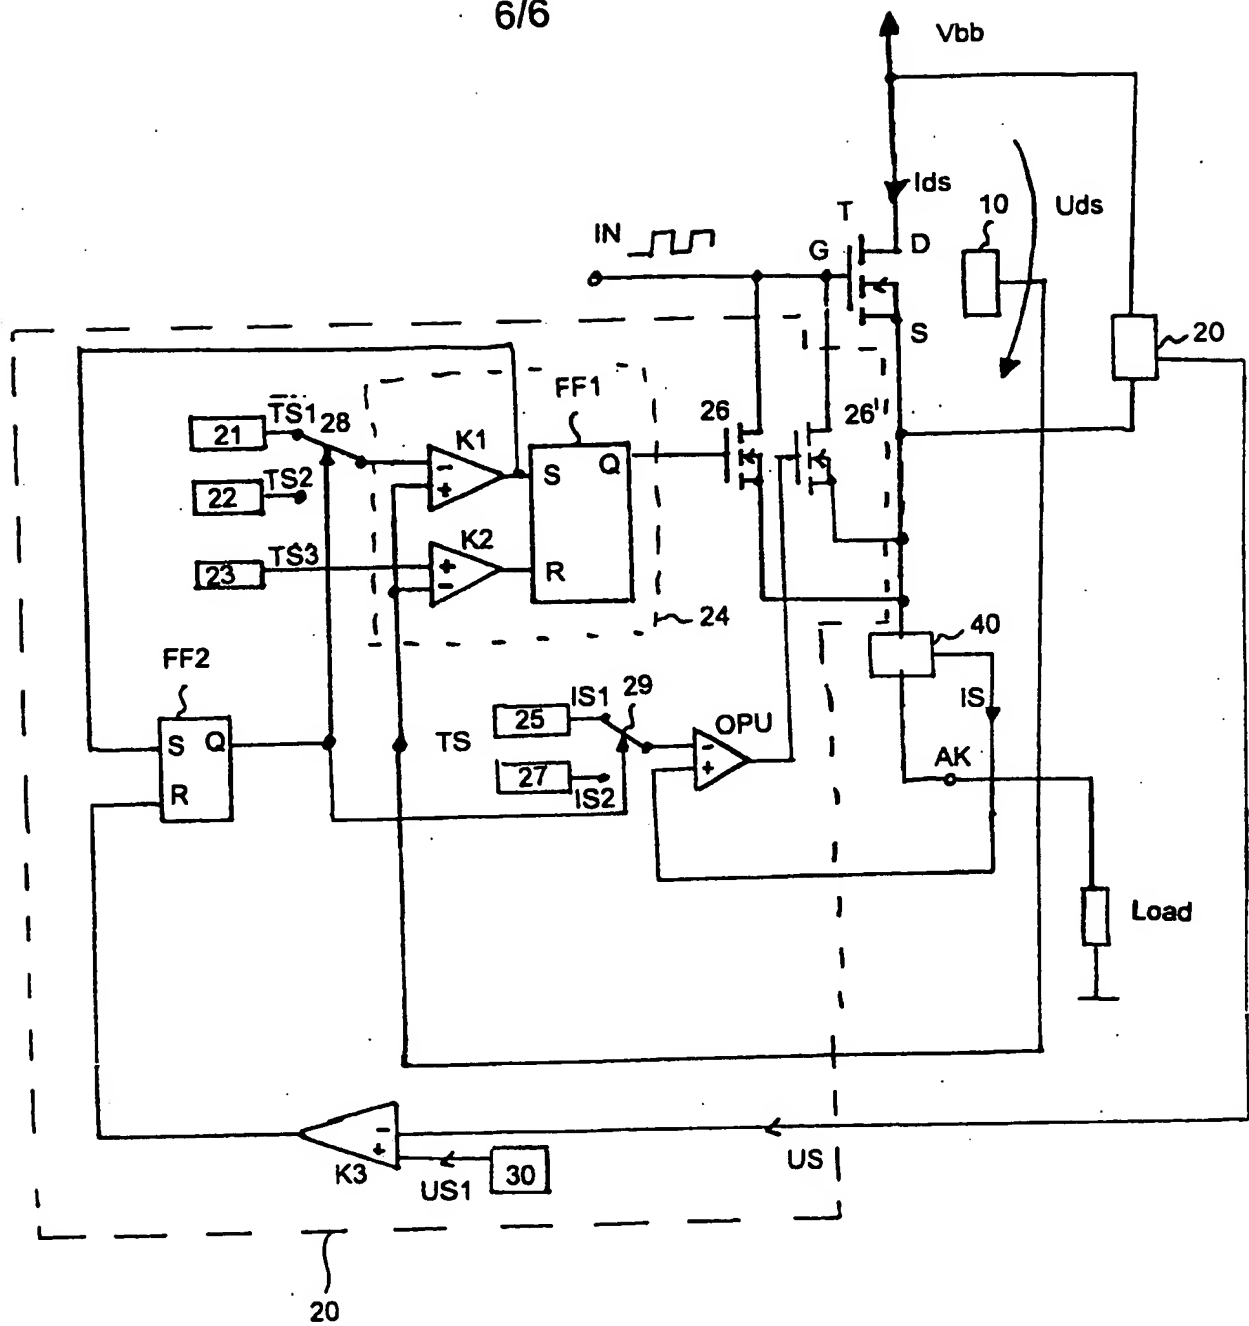 6/6
Vbb
Ids
T
10
Uds
IN
G
D
S
20
FF1
TS1
28
26
26'
21
K1
S
Q
22
TS2
K2
23
TS3
R
24
40
FF2
IS1
29
IS
25
OPU
S
Q
TS
AK
27
IS2
R
Load
K3
US1
30
US
20